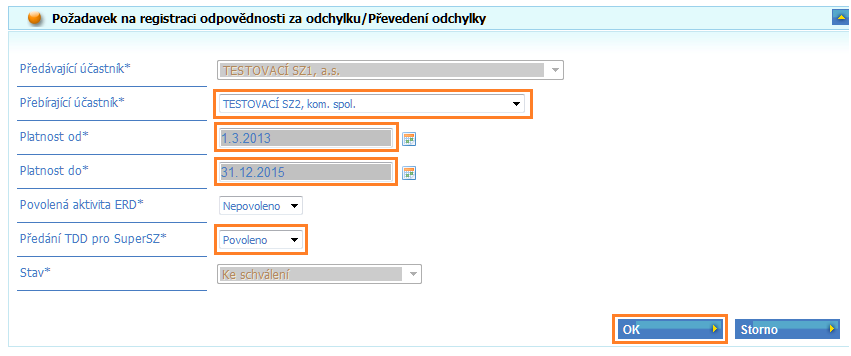 Požadavek na registraci odpovědnosti za odchylku/Převedení odchylky
Předávající účastník* TESTOVACÍ SZ1, a.s.
Přebírající účastník* TESTOVACÍ SZ2, kom. spol.
Platnost od* 1.3.2013
Platnost do* 31.12.2015
Povolená aktivita ERD* Nepovoleno
Předání TDD pro SuperSZ* Povoleno
Stav* Ke schválení
OK Storno